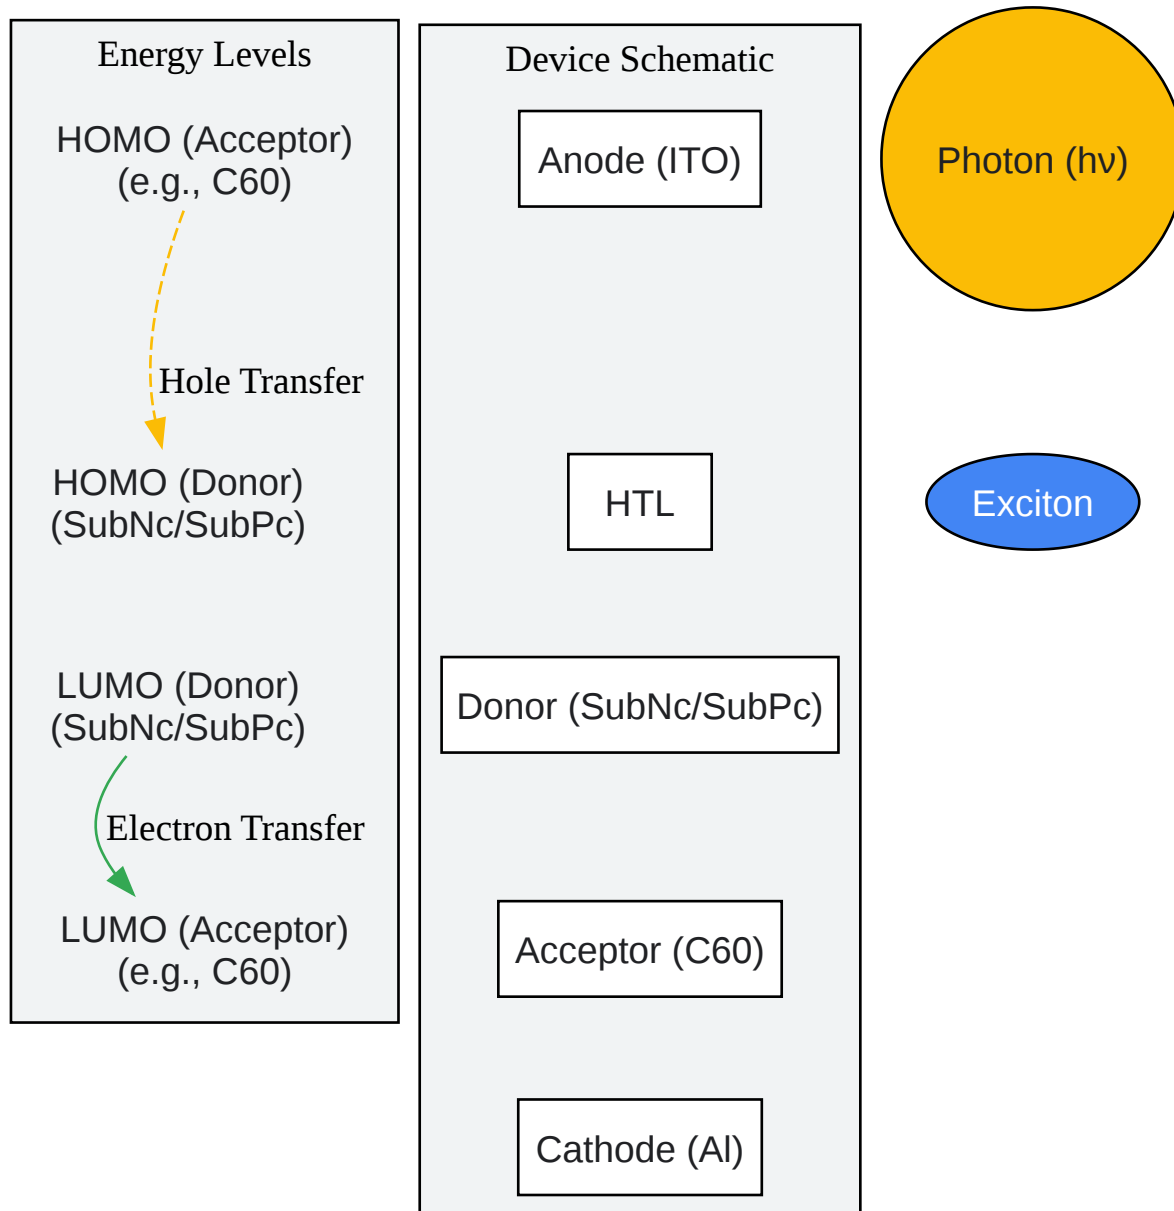 Energy Levels
HOMO (Acceptor)
(e.g., C60)
Hole Transfer
HOMO (Donor)
(SubNc/SubPc)
LUMO (Donor)
(SubNc/SubPc)
Electron Transfer
LUMO (Acceptor)
(e.g., C60)
Device Schematic
Anode (ITO)
HTL
Donor (SubNc/SubPc)
Acceptor (C60)
Cathode (Al)
Photon (hν)
Exciton